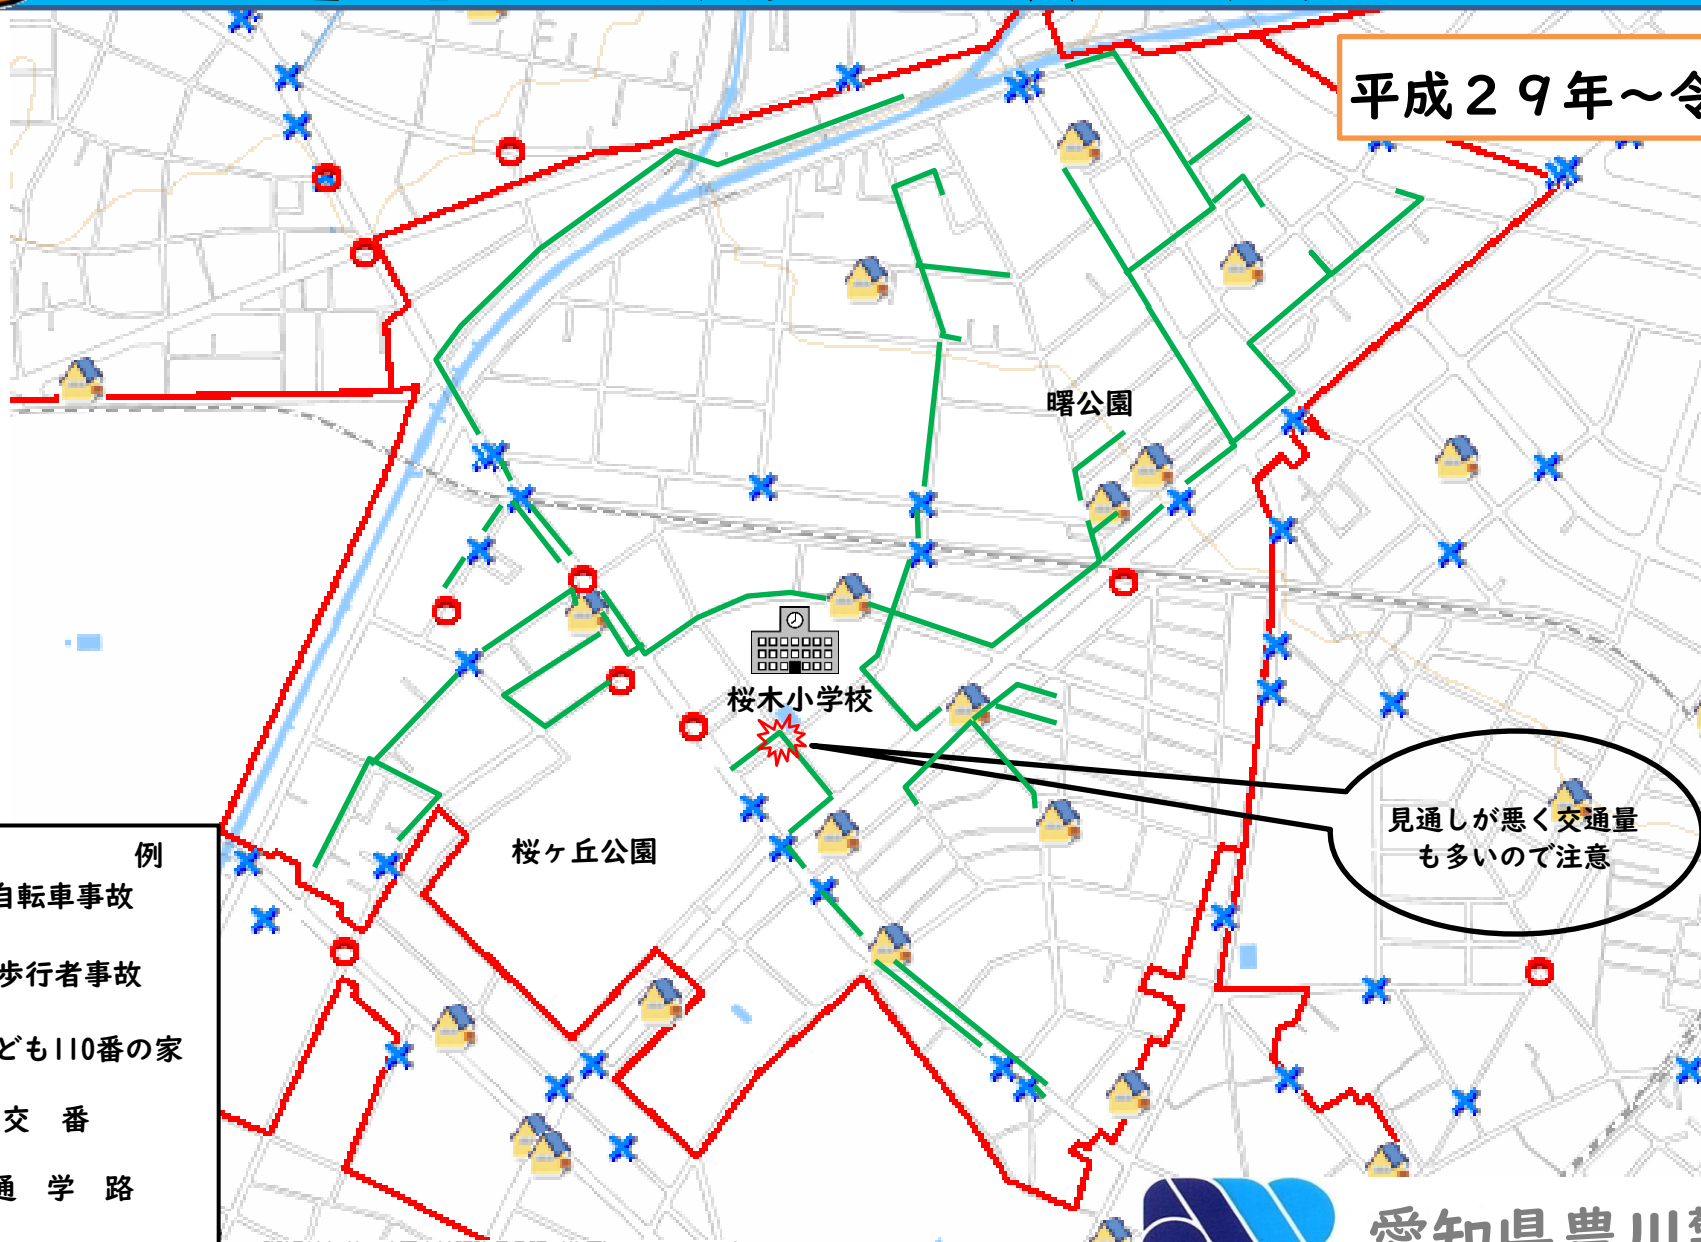 平成２９年～令
曙公園
桜木小学校
見通しが悪く交通量
も多いので注意
桜ヶ丘公園
例
自転車事故
歩行者事故
ども110番の家
交　番
通　学　路
愛知県豊川警